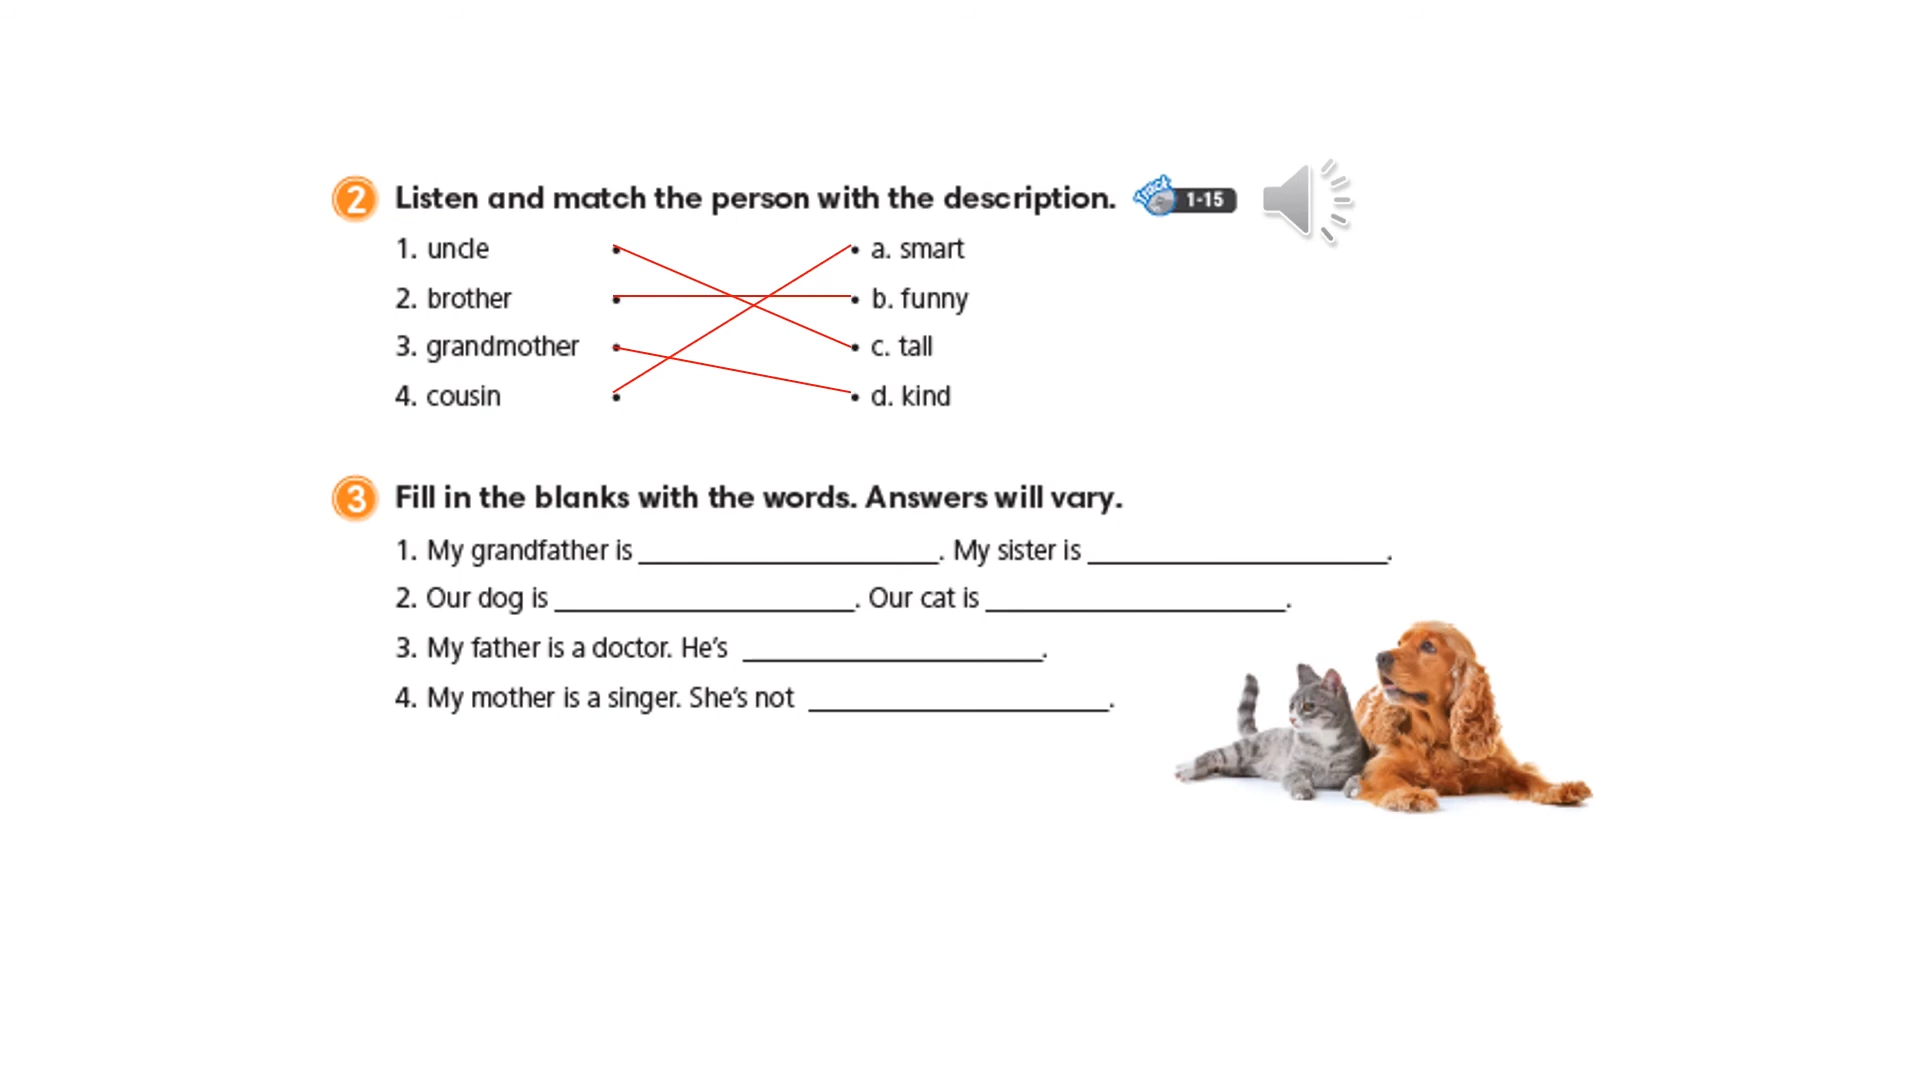 2 Listen and match the person with the description. Track 1-15
1. uncle • • a. smart
2. brother • • b. funny
3. grandmother • • c. tall
4. cousin • • d. kind
3 Fill in the blanks with the words. Answers will vary.
1. My grandfather is ____________________. My sister is ____________________.
2. Our dog is ____________________. Our cat is ____________________.
3. My father is a doctor. He's ____________________.
4. My mother is a singer. She's not ____________________.